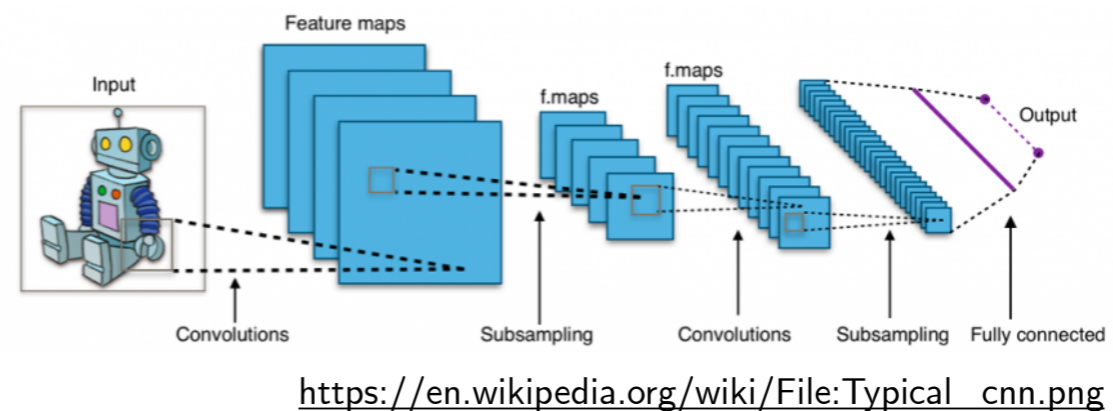 Feature maps
f.maps
Input
f.maps
Output
Convolutions
Subsampling
Convolutions
Subsampling
Fully connected
https://en.wikipedia.org/wiki/File:Typical_cnn.png